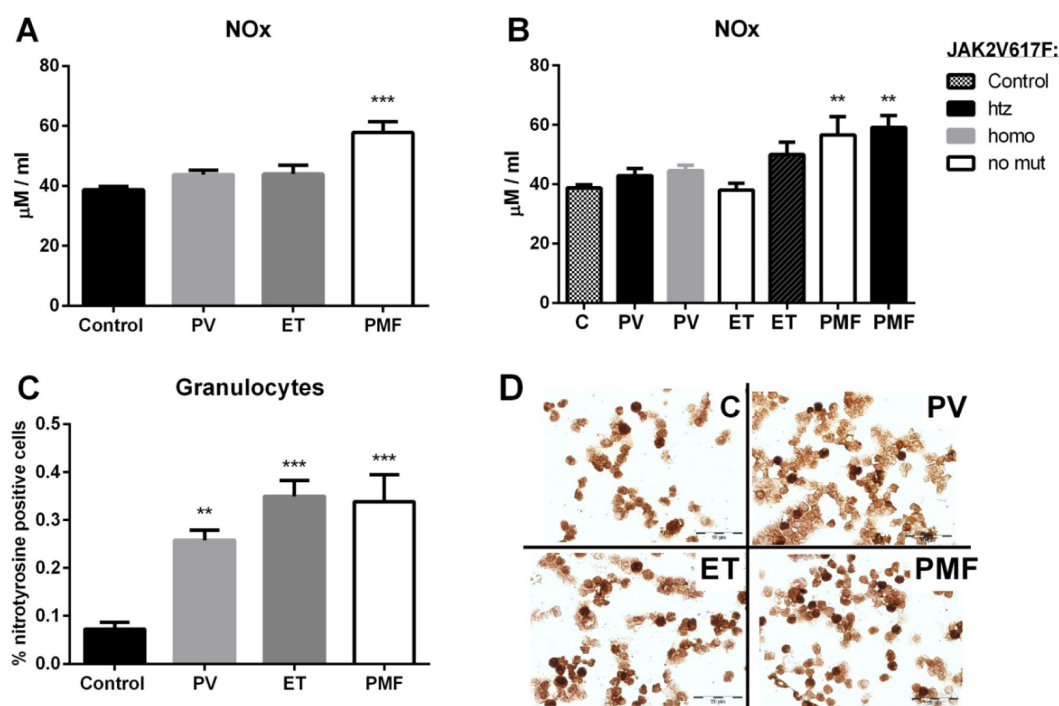 A
NOx
80
60
40
20
0
μM / ml
***
Control
PV
ET
PMF
B
NOx
80
60
40
20
0
μM / ml
**
**
C
PV
PV
ET
ET
PMF
PMF
JAK2V617F:
Control
htz
homo
no mut
C
Granulocytes
0.5
0.4
0.3
0.2
0.1
0.0
% nitrotyrosine positive cells
**
***
***
Control
PV
ET
PMF
D
C
PV
ET
PMF